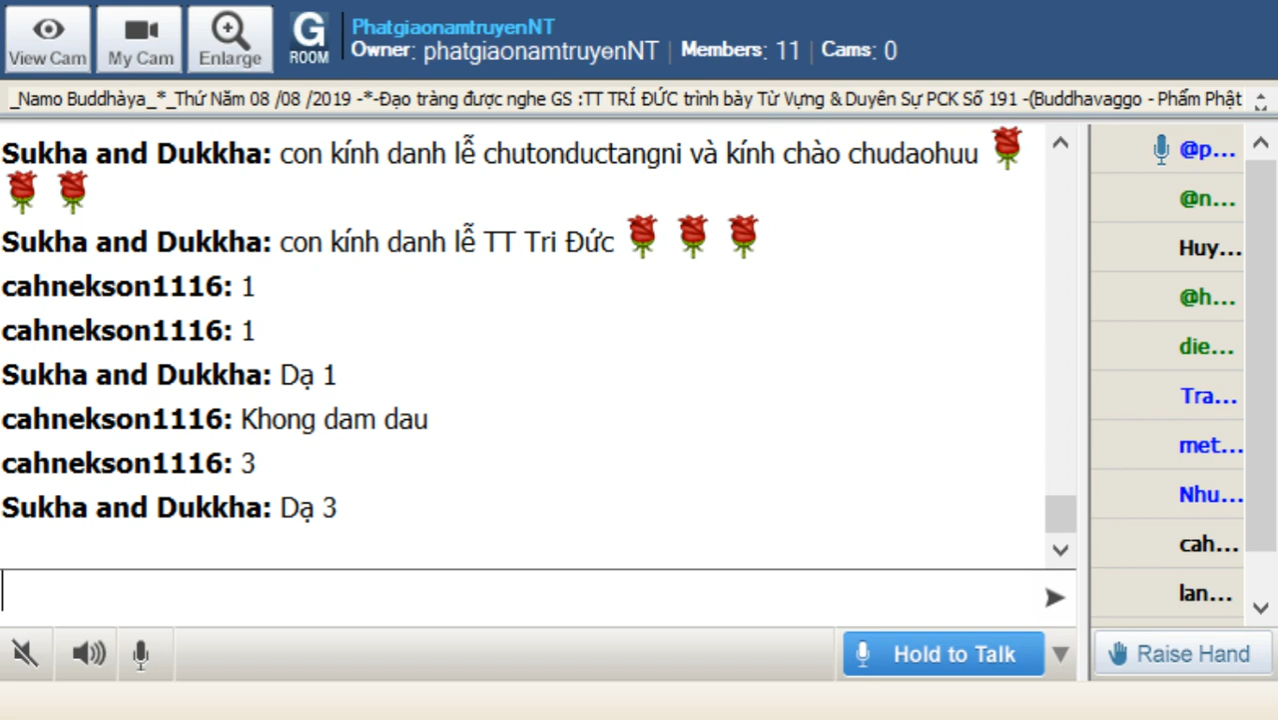 PhatgiaonamtruyenNT
G ROOM
Owner: phatgiaonamtruyenNT | Members: 11 | Cams: 0
View Cam
My Cam
Enlarge
_Namo Buddhàya_*_Thứ Năm 08 /08 /2019 -*-Đạo tràng được nghe GS :TT TRÍ ĐỨC trình bày Từ Vựng & Duyên Sự PCK Số 191 -(Buddhavaggo - Phẩm Phật
Sukha and Dukkha: con kính danh lễ chutonductangni và kính chào chudaohuu
Sukha and Dukkha: con kính danh lễ TT Tri Đức
cahnekson1116: 1
cahnekson1116: 1
Sukha and Dukkha: Dạ 1
cahnekson1116: Khong dam dau
cahnekson1116: 3
Sukha and Dukkha: Dạ 3
@p...
@n...
Huy...
@h...
die...
Tra...
met...
Nhu...
cah...
lan...
Hold to Talk
Raise Hand